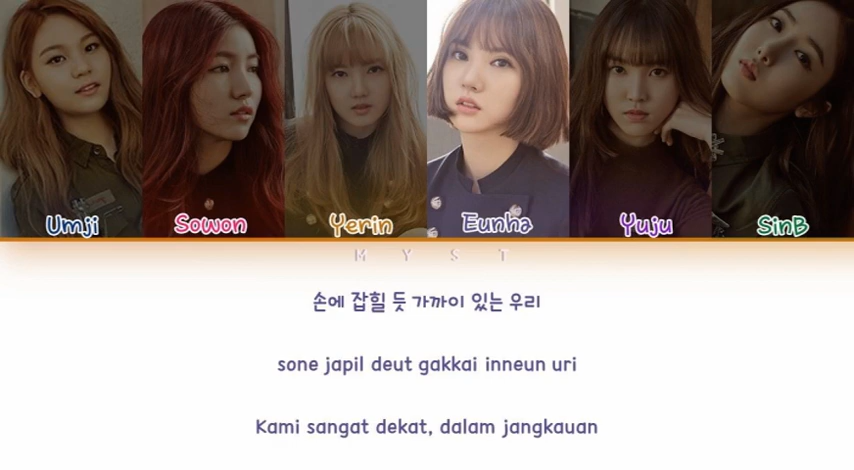 Umji Sowon Yerin Eunha Yuju SinB
M Y S T
손에 잡힐 듯 가까이 있는 우리
sone japil deut gakkai inneun uri
Kami sangat dekat, dalam jangkauan